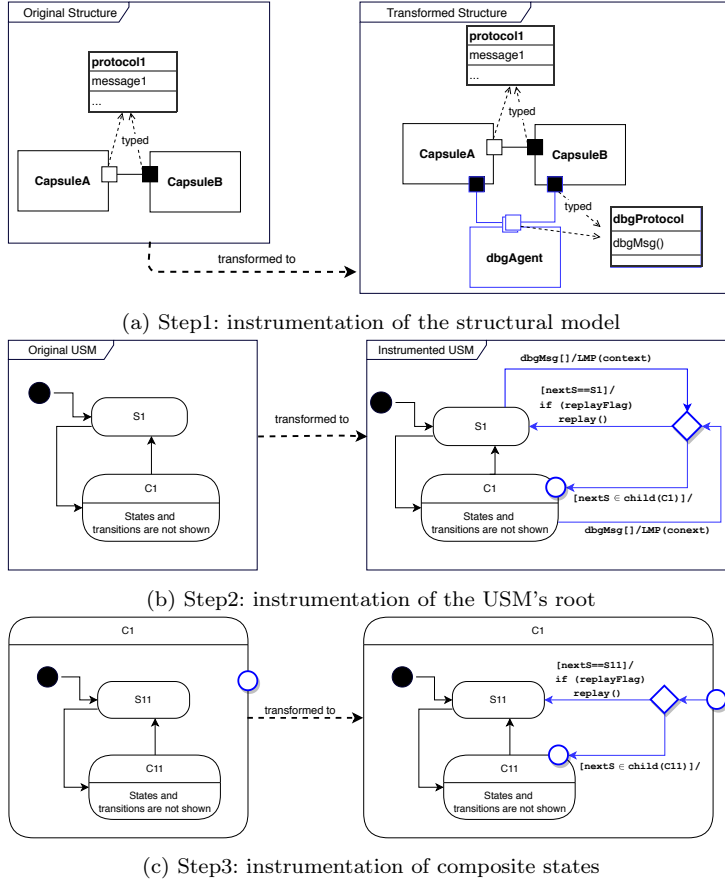 Original Structure
protocol1
message1
...
typed
CapsuleA
CapsuleB
transformed to
Transformed Structure
protocol1
message1
...
typed
CapsuleA
CapsuleB
typed
dbgProtocol
dbgMsg()
dbgAgent
(a) Step1: instrumentation of the structural model
Original USM
S1
C1
States and
transitions are not shown
transformed to
Instrumented USM
dbgMsg[]/LMP(context)
[nextS==S1]/
if (replayFlag)
replay()
S1
C1
States and
transitions are not shown
[nextS ∈ child(C1)]/
dbgMsg[]/LMP(conext)
(b) Step2: instrumentation of the USM's root
C1
S11
C11
States and
transitions are not shown
transformed to
C1
[nextS==S11]/
if (replayFlag)
replay()
S11
C11
States and
transitions are not shown
[nextS ∈ child(C11)]/
(c) Step3: instrumentation of composite states